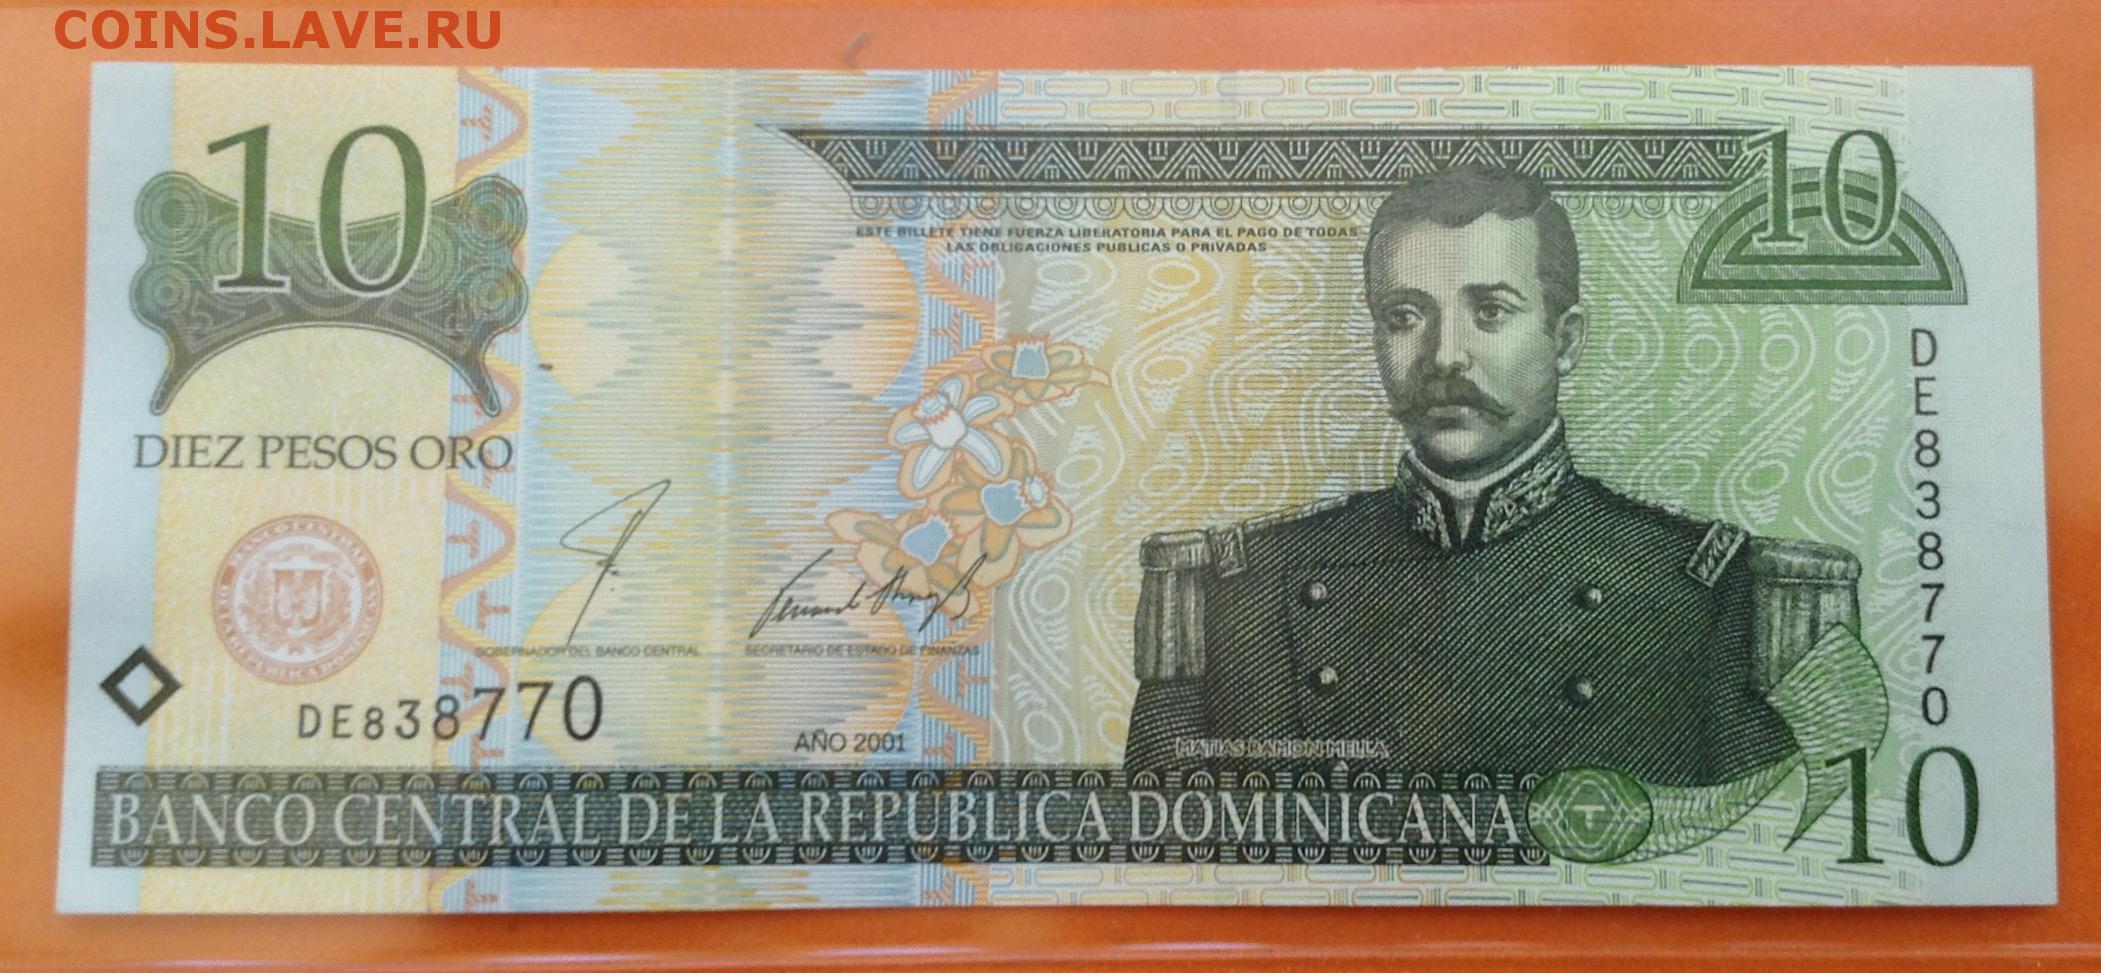 COINS.LAVE.RU
10
10
ESTE BILLETE TIENE FUERZA LIBERATORIA PARA EL PAGO DE TODAS
LAS OBLIGACIONES PUBLICAS O PRIVADAS
DIEZ PESOS ORO
DE838770
BANCO CENTRAL
GOBERNADOR DEL BANCO CENTRAL
SECRETARIO DE ESTADO DE FINANZAS
DE838770
AÑO 2001
MATIAS RAMON MELLA
BANCO CENTRAL DE LA REPUBLICA DOMINICANA
T
10